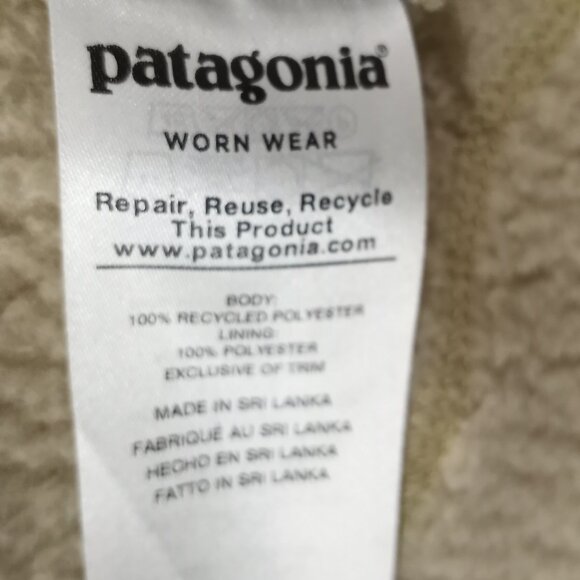 patagonia®
WORN WEAR
Repair, Reuse, Recycle
This Product
www.patagonia.com
BODY:
100% RECYCLED POLYESTER
LINING:
100% POLYESTER
EXCLUSIVE OF TRIM
MADE IN SRI LANKA
FABRIQUÉ AU SRI LANKA
HECHO EN SRI LANKA
FATTO IN SRI LANKA